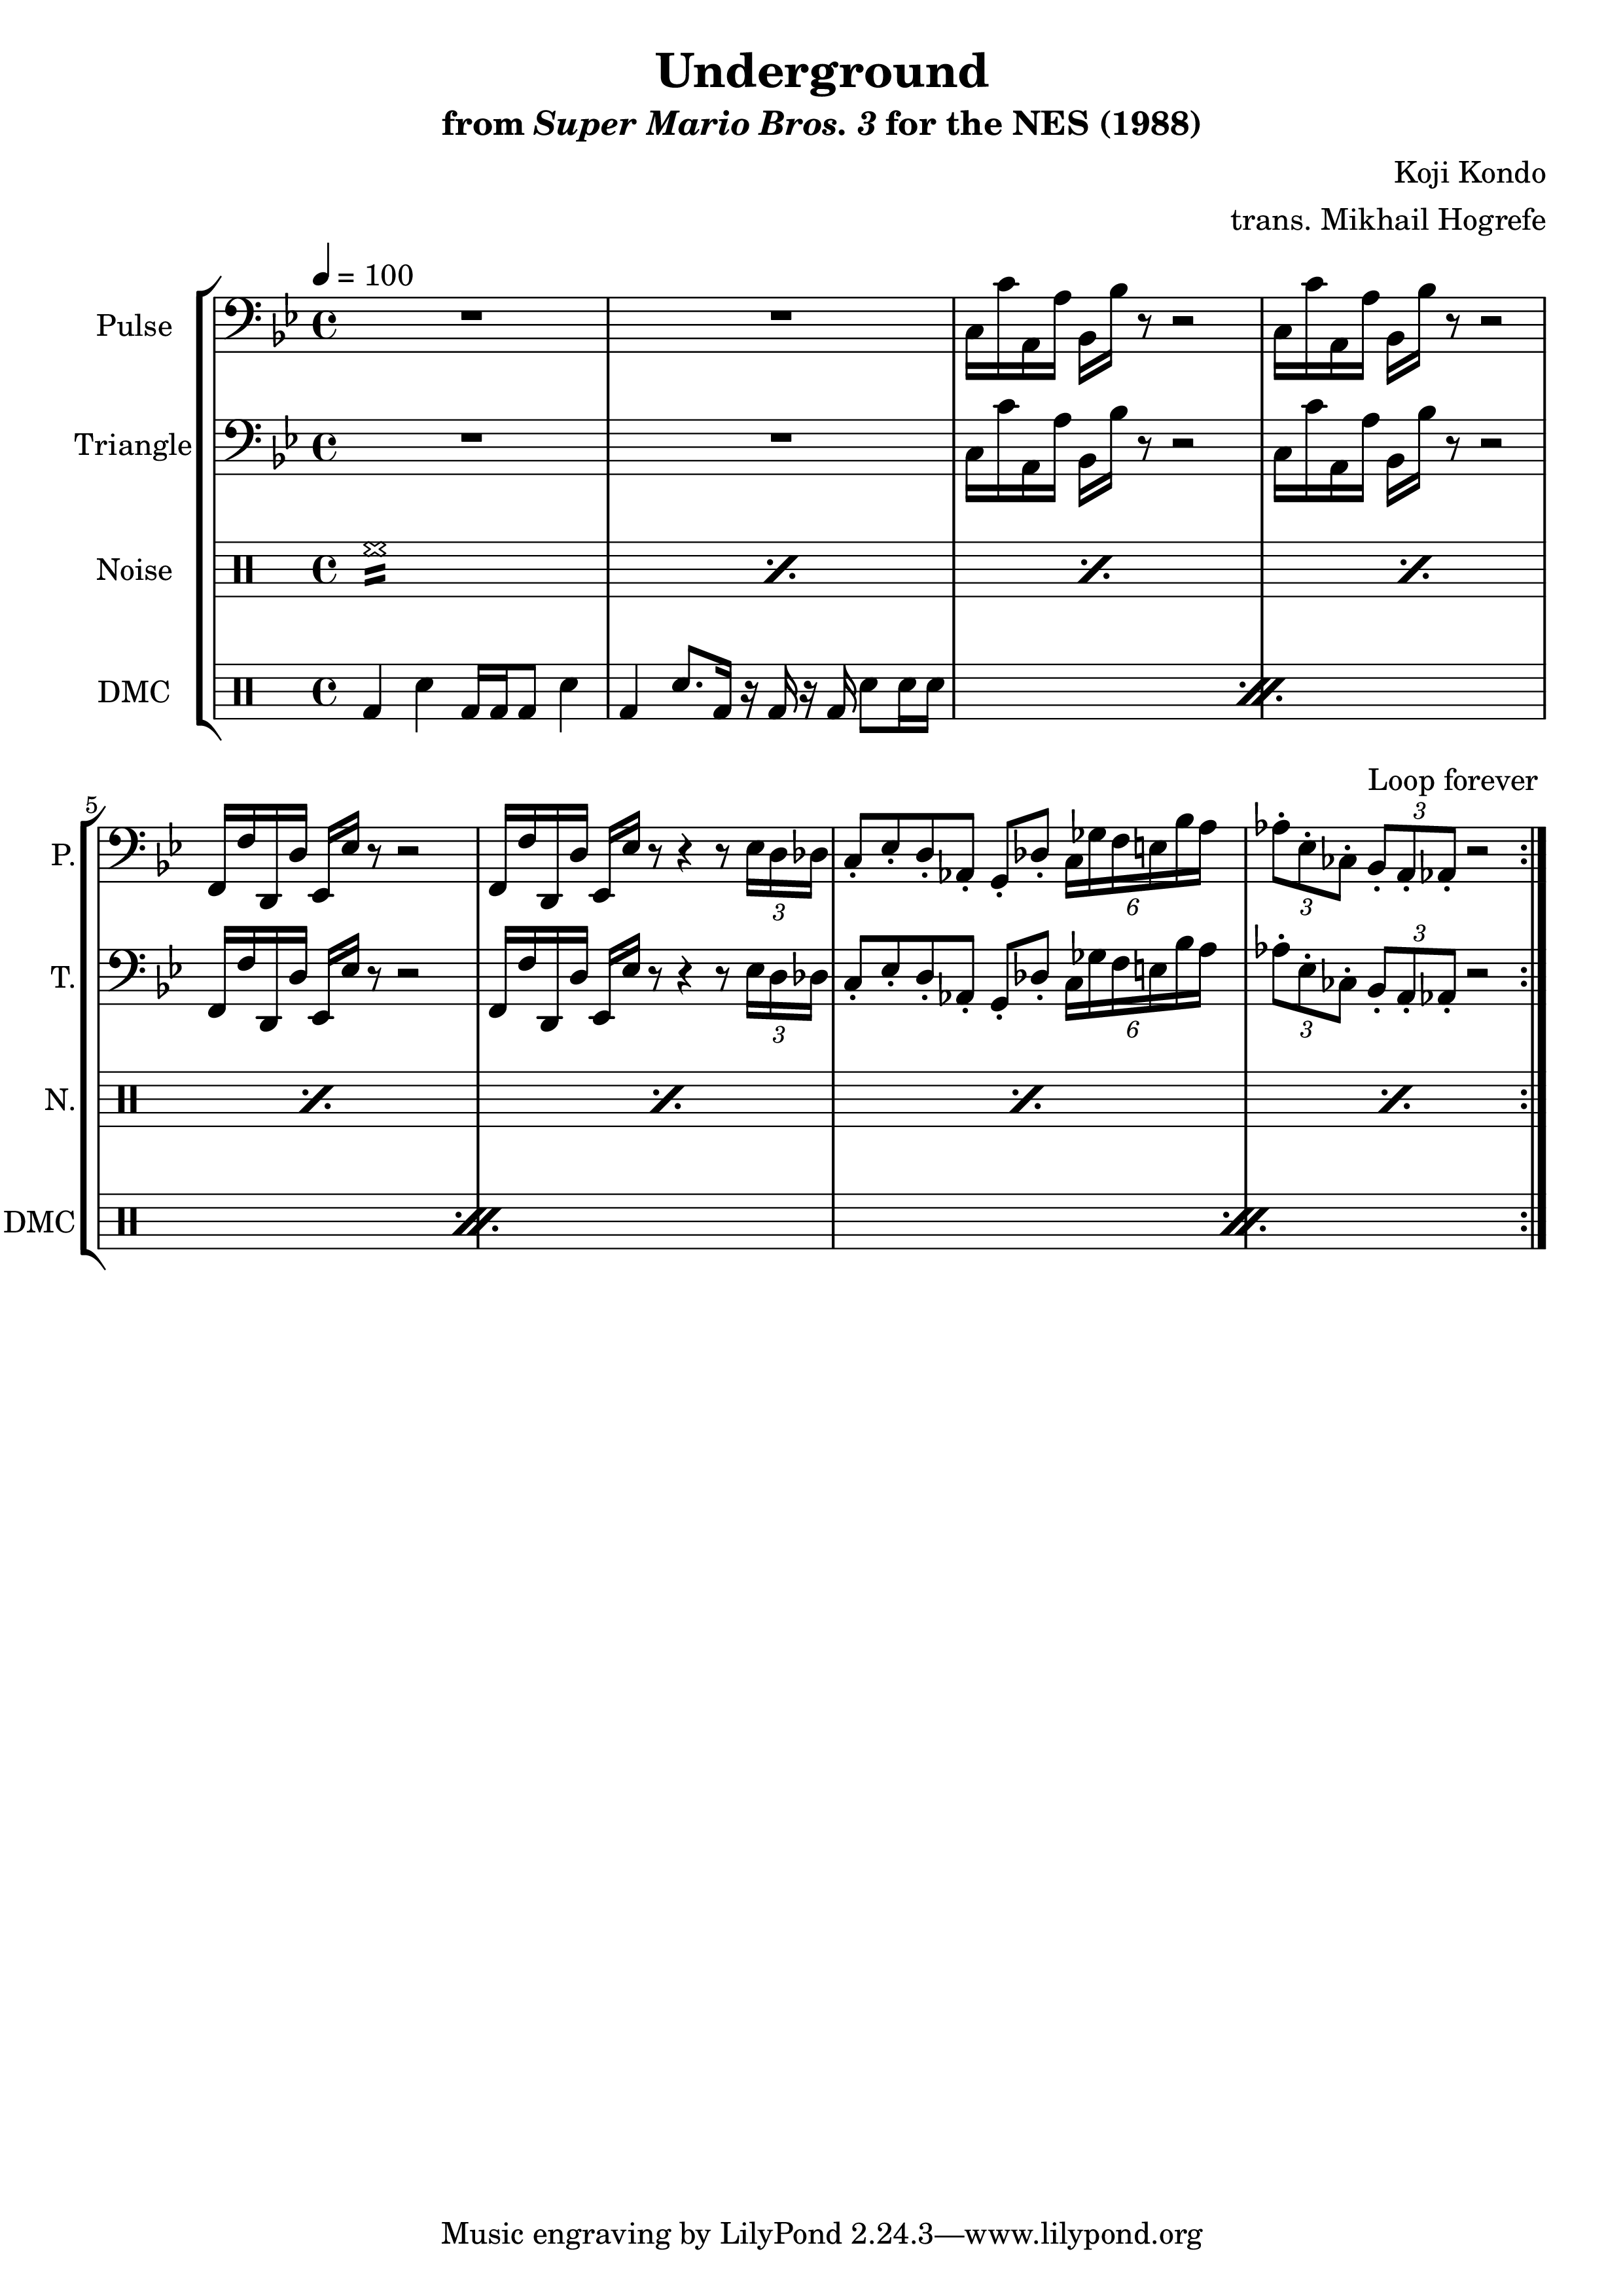 Underground
from Super Mario Bros. 3 for the NES (1988)
Koji Kondo
trans. Mikhail Hogrefe
= 100
Pulse
Triangle
Noise
DMC
Loop forever
5
3
P.
3
6
3
3
T.
3
6
3
N.
DMC
Music engraving by LilyPond 2.24.3—www.lilypond.org